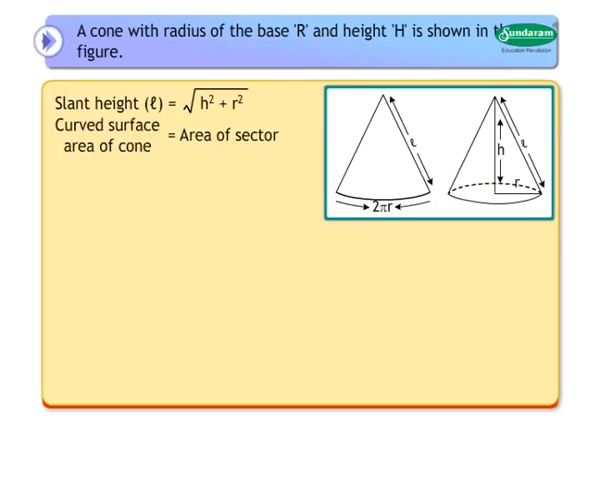 A cone with radius of the base 'R' and height 'H' is shown in
figure.
Sundaram
Education Revolution
Slant height (ℓ) = √h² + r²
Curved surface
area of cone = Area of sector
ℓ
2πr
h
ℓ
r